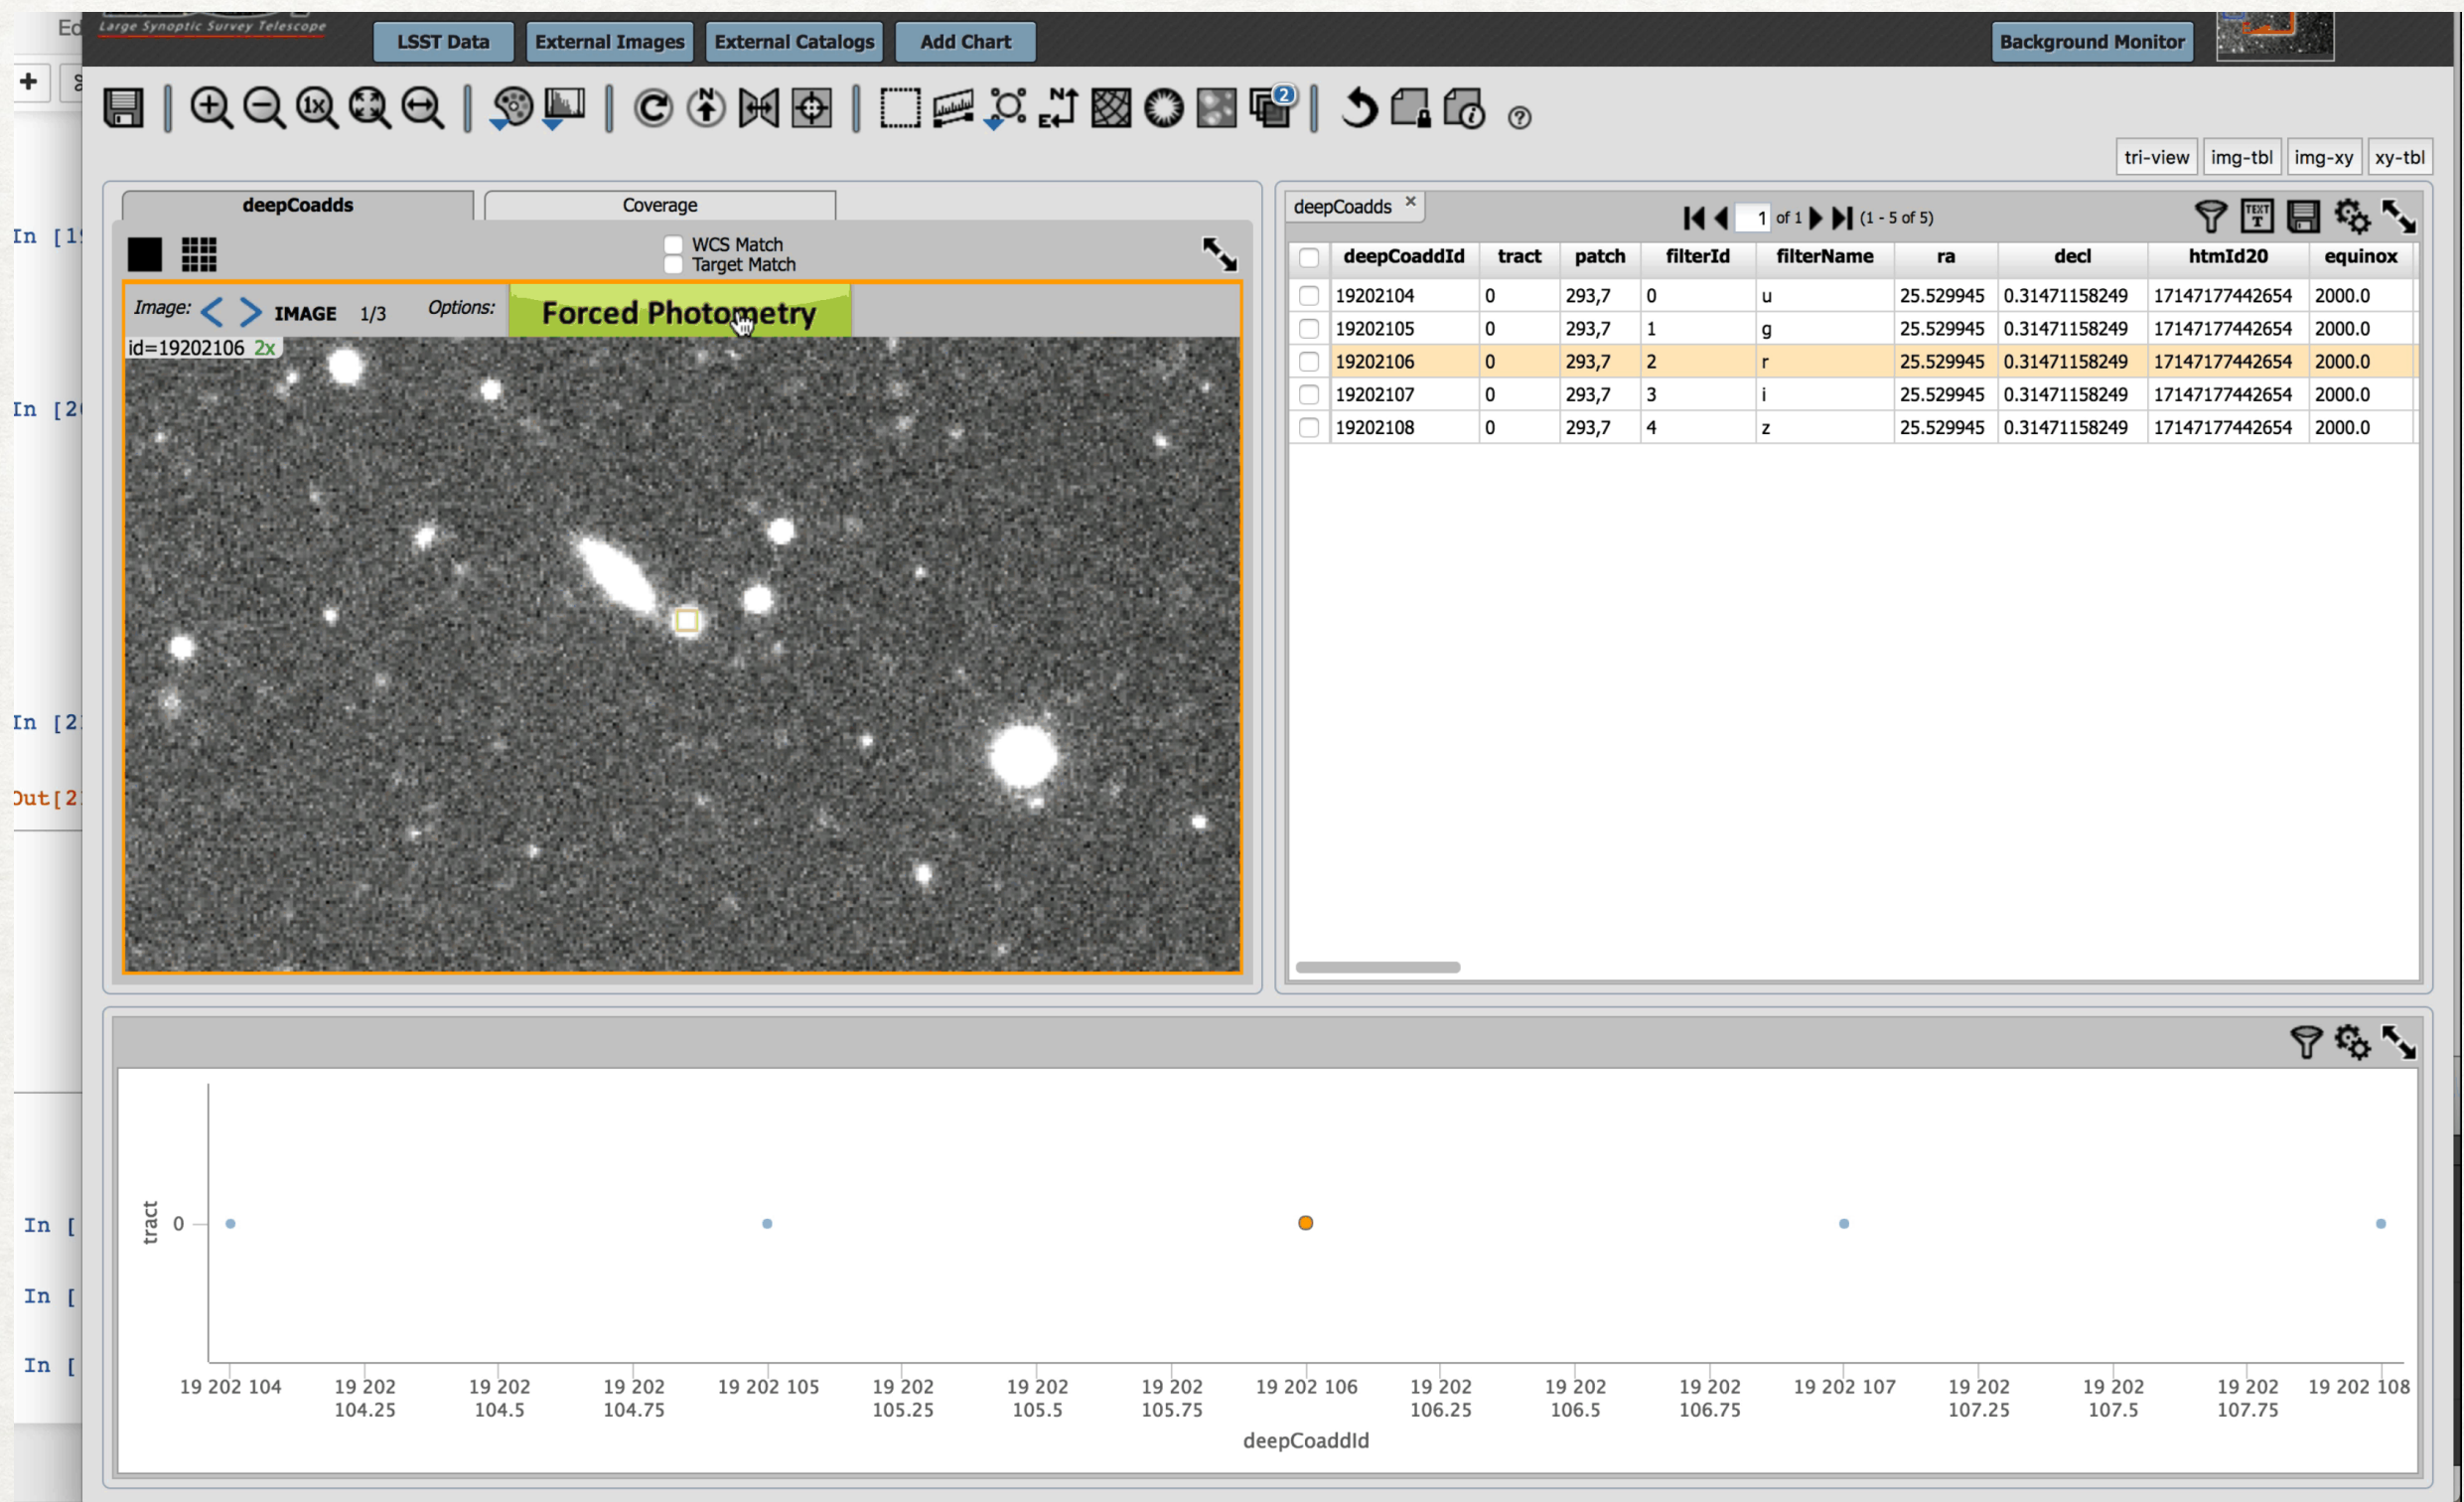 Ed
Large Synoptic Survey Telescope
LSST Data External Images External Catalogs Add Chart Background Monitor
1x N N E 2 i ?
tri-view img-tbl img-xy xy-tbl
deepCoadds Coverage
WCS Match
Target Match
Image: IMAGE 1/3 Options: Forced Photometry
id=19202106 2x
deepCoadds ×
1 of 1 (1 - 5 of 5) TEXT T
deepCoaddId tract patch filterId filterName ra decl htmId20 equinox
19202104 0 293,7 0 u 25.529945 0.31471158249 17147177442654 2000.0
19202105 0 293,7 1 g 25.529945 0.31471158249 17147177442654 2000.0
19202106 0 293,7 2 r 25.529945 0.31471158249 17147177442654 2000.0
19202107 0 293,7 3 i 25.529945 0.31471158249 17147177442654 2000.0
19202108 0 293,7 4 z 25.529945 0.31471158249 17147177442654 2000.0
In [19
In [20
In [2
Out[2
In [
In [
In [
tract
0
19 202 104 19 202 104.25 19 202 104.5 19 202 104.75 19 202 105 19 202 105.25 19 202 105.5 19 202 105.75 19 202 106 19 202 106.25 19 202 106.5 19 202 106.75 19 202 107 19 202 107.25 19 202 107.5 19 202 107.75 19 202 108
deepCoaddId